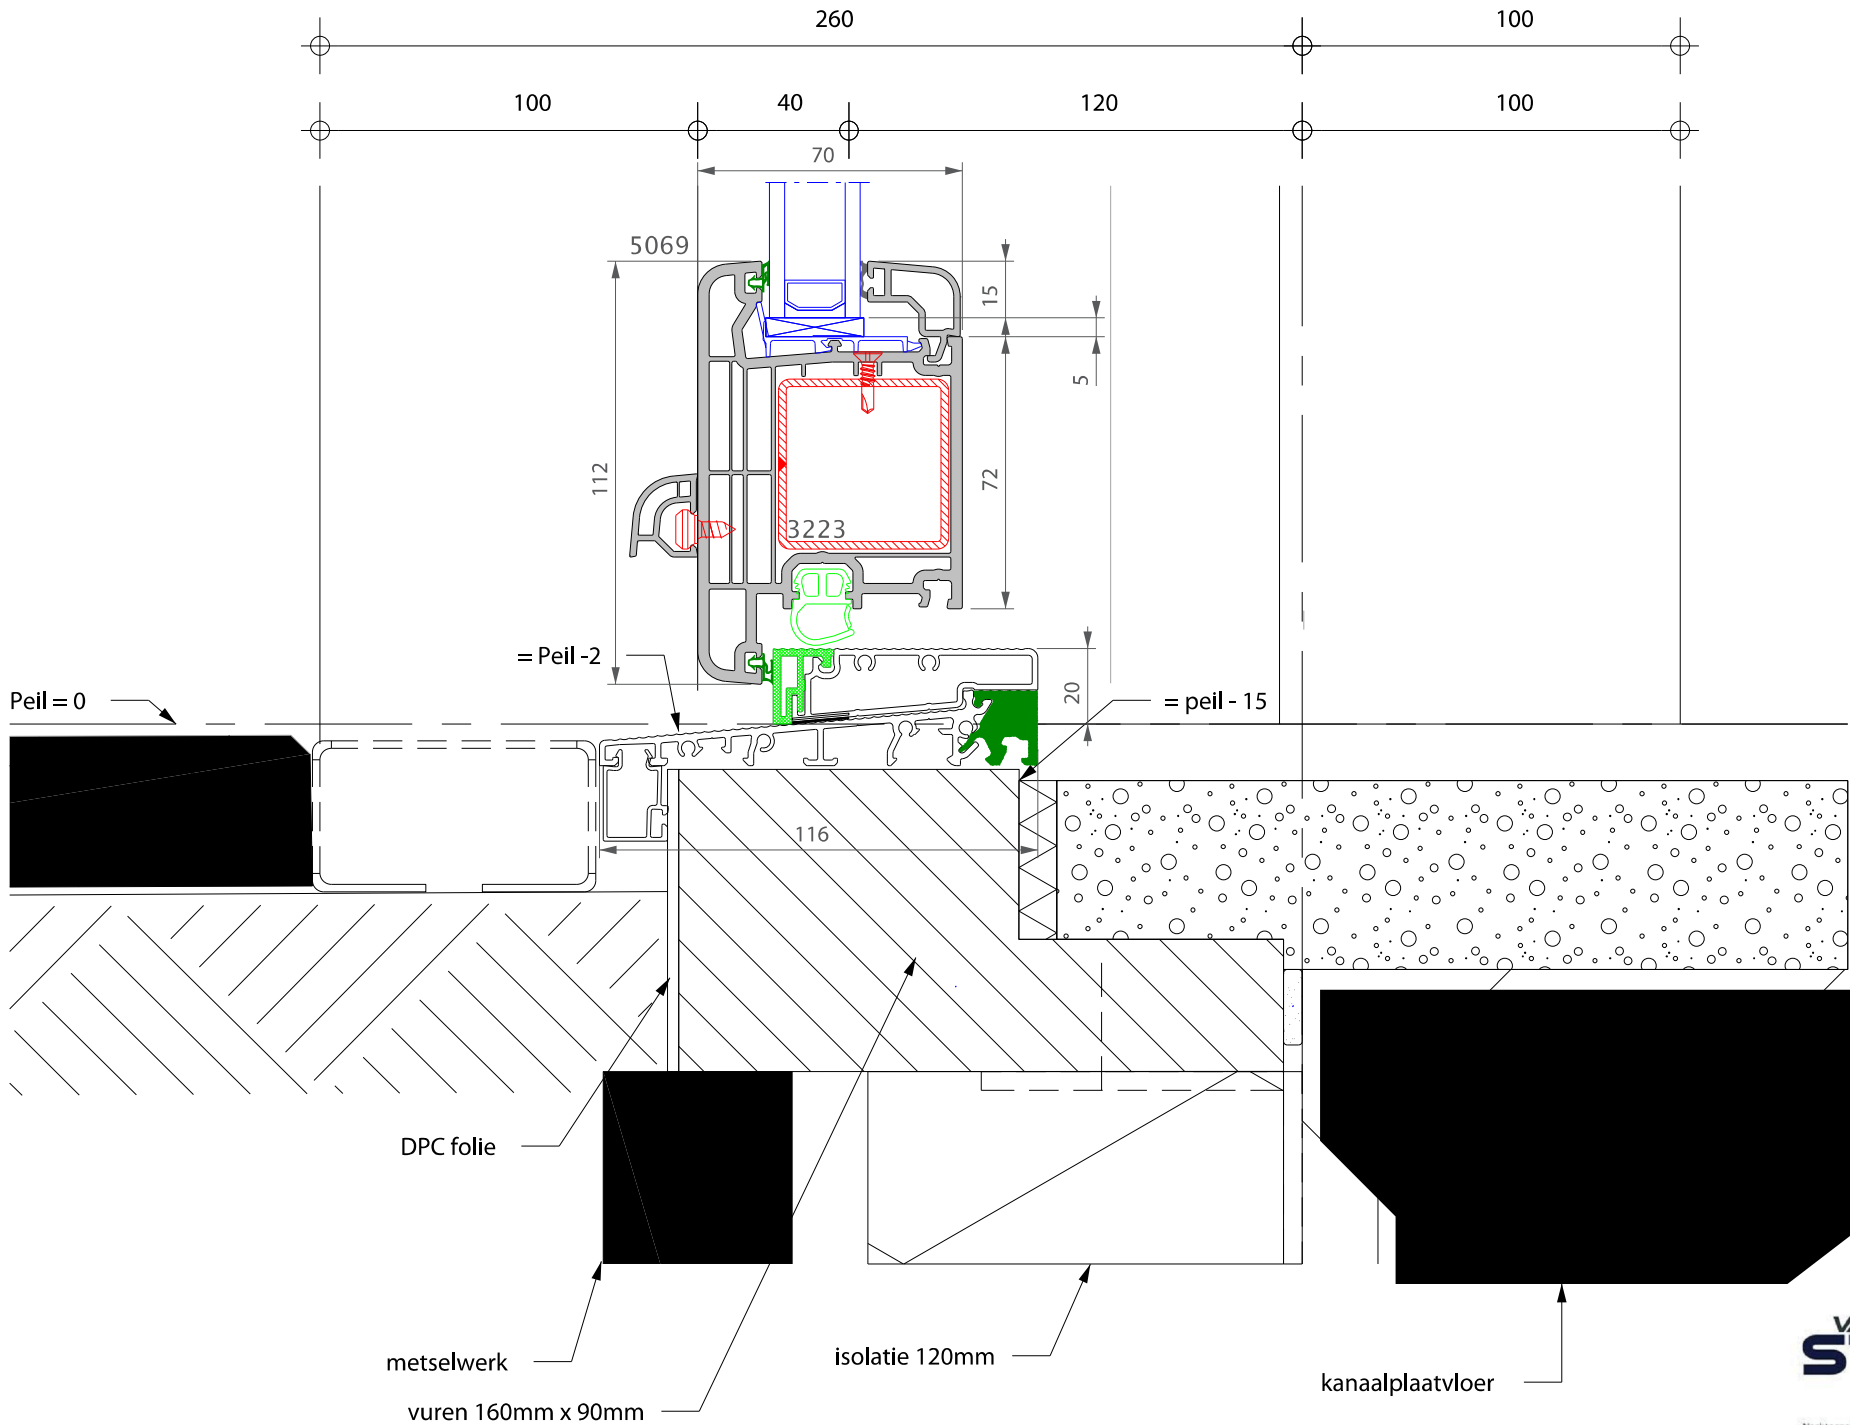 260
100
100
40
120
100
70
5069
15
5
112
72
3223
= Peil -2
20
Peil = 0
= peil - 15
116
DPC folie
metselwerk
isolatie 120mm
kanaalplaatvloer
vuren 160mm x 90mm